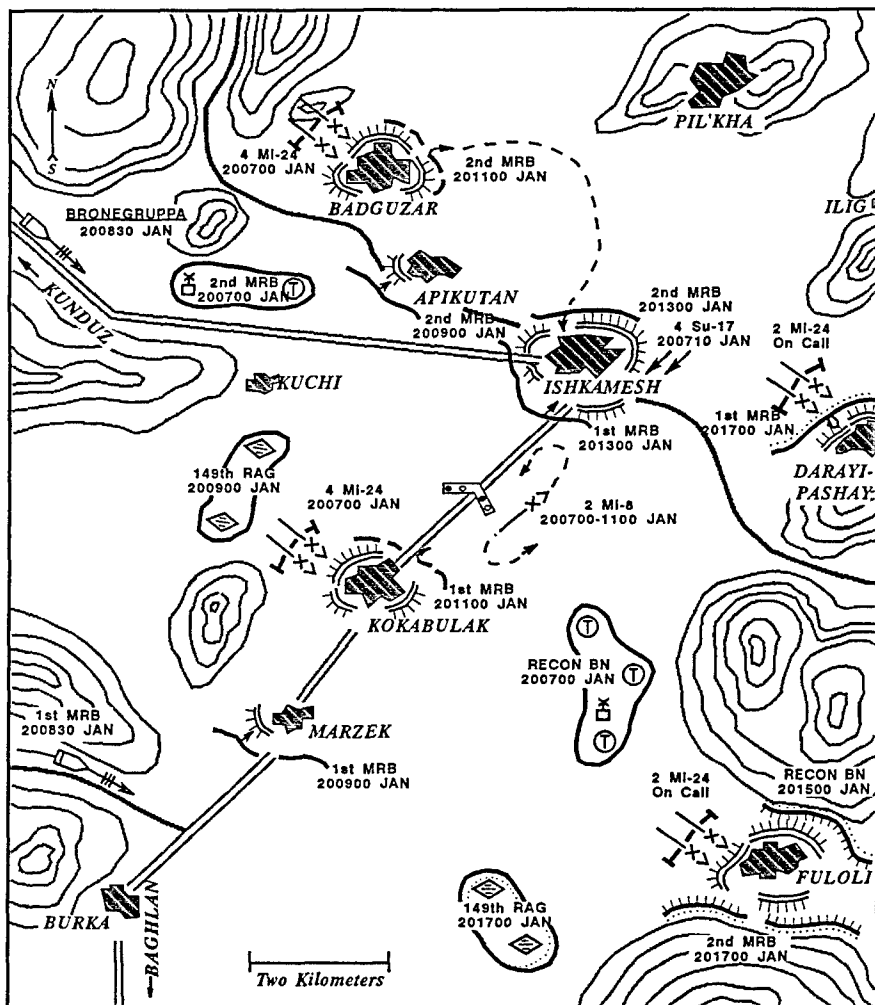 N
S
PIL'KHA
4 Mi-24
200700 JAN
2nd MRB
201100 JAN
BADGUZAR
ILIG
BRONEGRUPPA
200830 JAN
2nd MRB
200700 JAN
T
APIKUTAN
KUNDUZ
2nd MRB
200900 JAN
2nd MRB
201300 JAN
4 Su-17
200710 JAN
2 Mi-24
On Call
ISHKAMESH
KUCHI
1st MRB
201700 JAN
1st MRB
201300 JAN
DARAYI-
PASHAY
149th RAG
200900 JAN
4 Mi-24
200700 JAN
2 Mi-8
200700-1100 JAN
1st MRB
201100 JAN
KOKABULAK
T
RECON BN
200700 JAN
T
T
1st MRB
200830 JAN
MARZEK
1st MRB
200900 JAN
2 Mi-24
On Call
RECON BN
201500 JAN
FULOLI
BURKA
BAGHLAN
149th RAG
201700 JAN
2nd MRB
201700 JAN
Two Kilometers